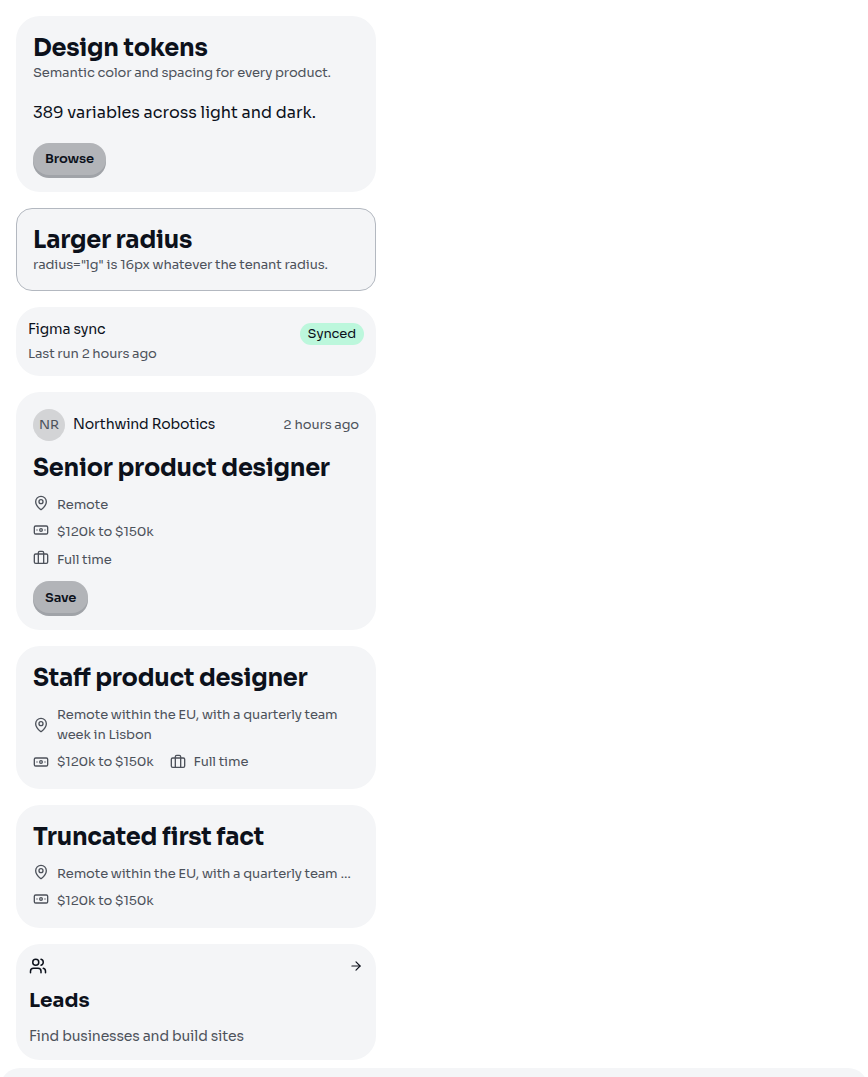 Design tokens
Semantic color and spacing for every product.
389 variables across light and dark.
Browse
Larger radius
radius="lg" is 16px whatever the tenant radius.
Figma sync
Synced
Last run 2 hours ago
NR Northwind Robotics 2 hours ago
Senior product designer
Remote
$120k to $150k
Full time
Save
Staff product designer
Remote within the EU, with a quarterly team
week in Lisbon
$120k to $150k Full time
Truncated first fact
Remote within the EU, with a quarterly team ...
$120k to $150k
Leads
Find businesses and build sites